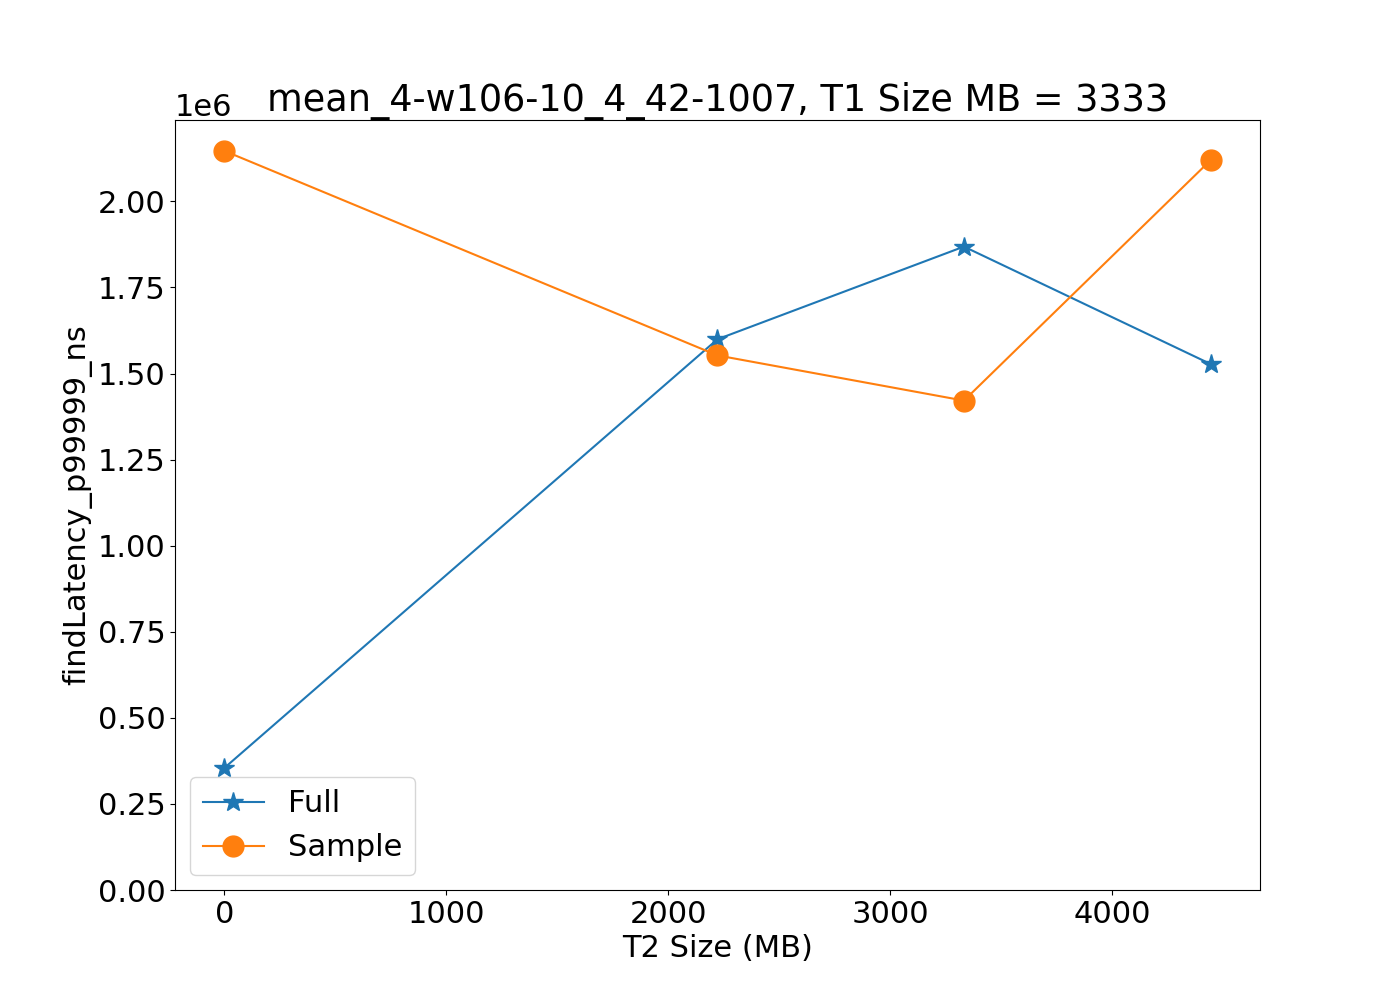 1e6
mean_4-w106-10_4_42-1007, T1 Size MB = 3333
findLatency_p99999_ns
2.00
1.75
1.50
1.25
1.00
0.75
0.50
0.25
0.00
Full
Sample
0 1000 2000 3000 4000
T2 Size (MB)